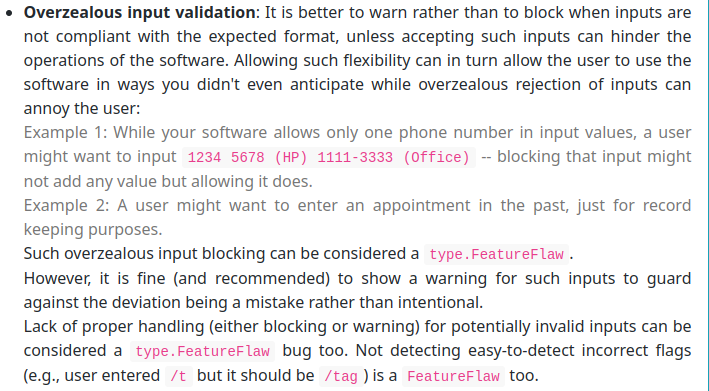 • Overzealous input validation: It is better to warn rather than to block when inputs are
not compliant with the expected format, unless accepting such inputs can hinder the
operations of the software. Allowing such flexibility can in turn allow the user to use the
software in ways you didn't even anticipate while overzealous rejection of inputs can
annoy the user:
Example 1: While your software allows only one phone number in input values, a user
might want to input 1234 5678 (HP) 1111-3333 (Office) -- blocking that input might
not add any value but allowing it does.
Example 2: A user might want to enter an appointment in the past, just for record
keeping purposes.
Such overzealous input blocking can be considered a type.FeatureFlaw.
However, it is fine (and recommended) to show a warning for such inputs to guard
against the deviation being a mistake rather than intentional.
Lack of proper handling (either blocking or warning) for potentially invalid inputs can be
considered a type.FeatureFlaw bug too. Not detecting easy-to-detect incorrect flags
(e.g., user entered /t but it should be /tag ) is a FeatureFlaw too.